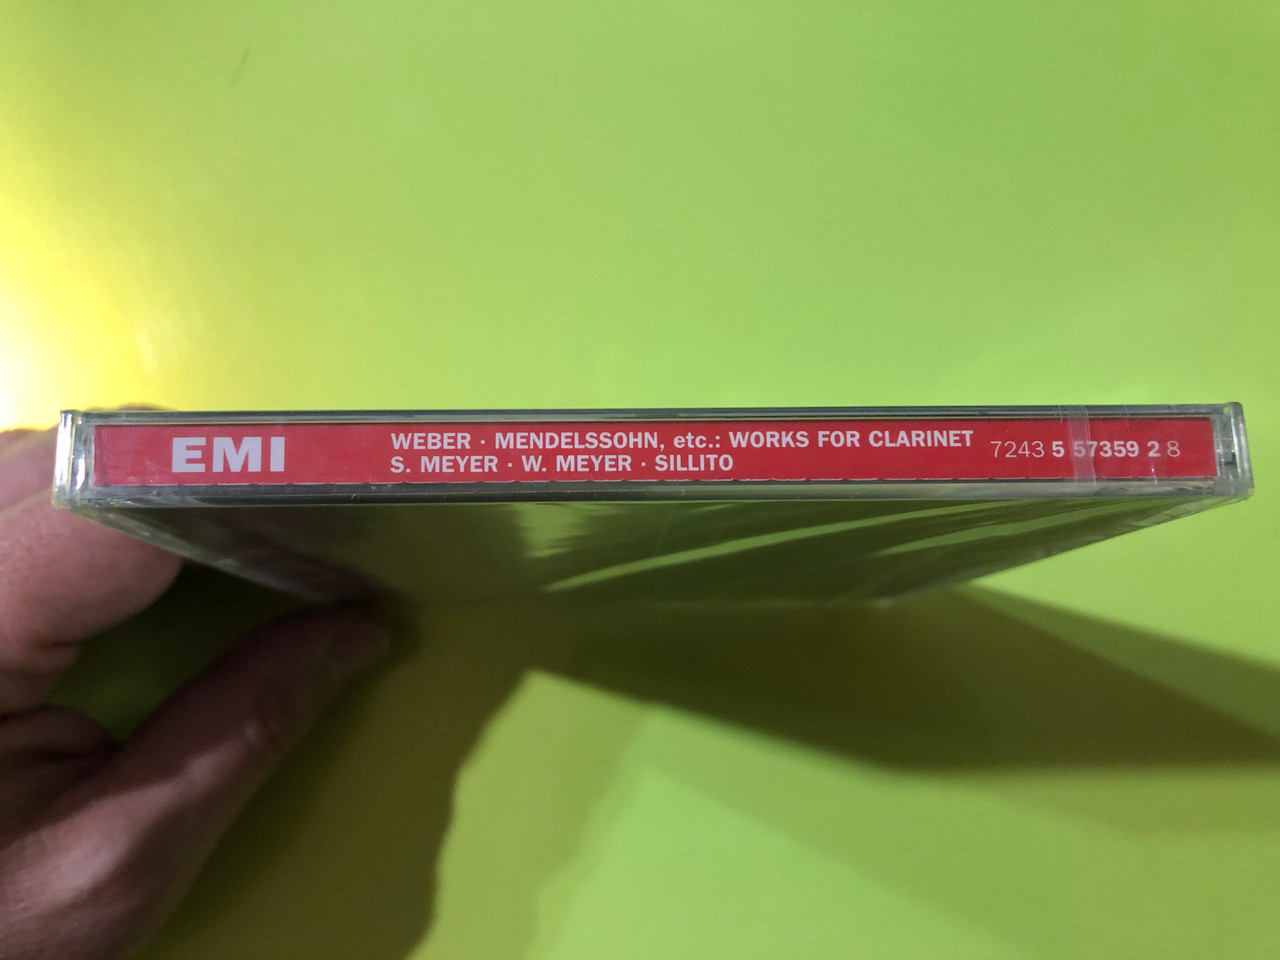 EMI
WEBER · MENDELSSOHN, etc.: WORKS FOR CLARINET
S. MEYER · W. MEYER · SILLITO
7243 5 57359 2 8